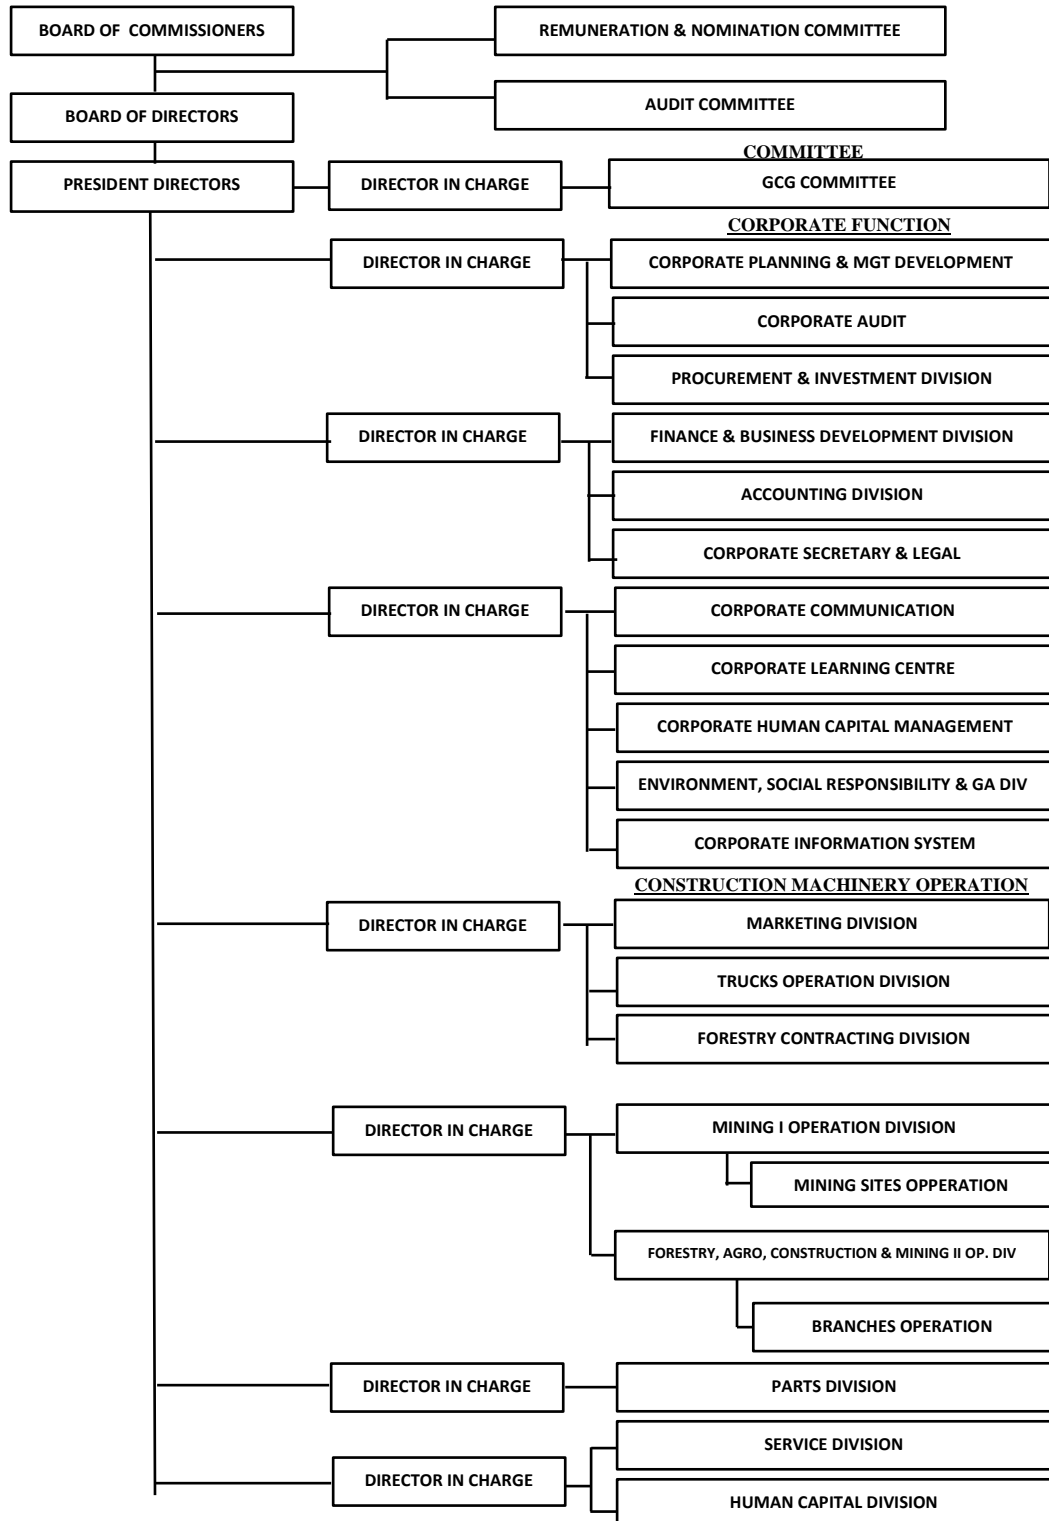 BOARD OF COMMISSIONERS
REMUNERATION & NOMINATION COMMITTEE
AUDIT COMMITTEE
BOARD OF DIRECTORS
COMMITTEE
PRESIDENT DIRECTORS
DIRECTOR IN CHARGE
GCG COMMITTEE
CORPORATE FUNCTION
DIRECTOR IN CHARGE
CORPORATE PLANNING & MGT DEVELOPMENT
CORPORATE AUDIT
PROCUREMENT & INVESTMENT DIVISION
DIRECTOR IN CHARGE
FINANCE & BUSINESS DEVELOPMENT DIVISION
ACCOUNTING DIVISION
CORPORATE SECRETARY & LEGAL
DIRECTOR IN CHARGE
CORPORATE COMMUNICATION
CORPORATE LEARNING CENTRE
CORPORATE HUMAN CAPITAL MANAGEMENT
ENVIRONMENT, SOCIAL RESPONSIBILITY & GA DIV
CORPORATE INFORMATION SYSTEM
CONSTRUCTION MACHINERY OPERATION
DIRECTOR IN CHARGE
MARKETING DIVISION
TRUCKS OPERATION DIVISION
FORESTRY CONTRACTING DIVISION
DIRECTOR IN CHARGE
MINING I OPERATION DIVISION
MINING SITES OPPERATION
FORESTRY, AGRO, CONSTRUCTION & MINING II OP. DIV
BRANCHES OPERATION
DIRECTOR IN CHARGE
PARTS DIVISION
DIRECTOR IN CHARGE
SERVICE DIVISION
HUMAN CAPITAL DIVISION